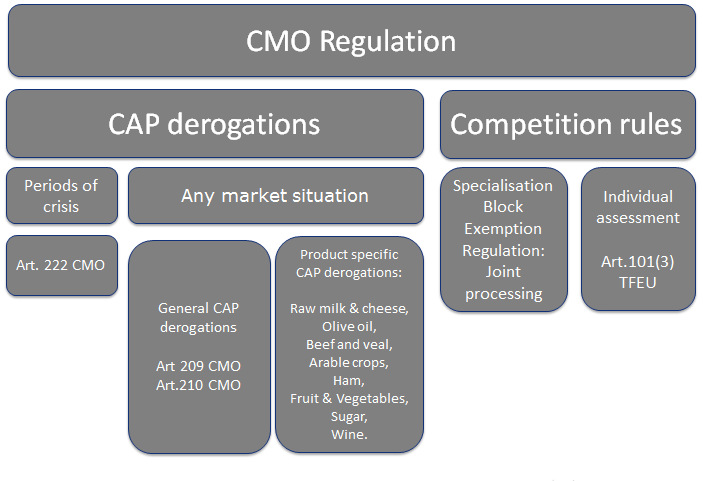 CMO Regulation
CAP derogations
Competition rules
Periods of
crisis
Any market situation
Art. 222 CMO
General CAP
derogations
Art 209 CMO
Art.210 CMO
Product specific
CAP derogations:
Raw milk & cheese,
Olive oil,
Beef and veal,
Arable crops,
Ham,
Fruit & Vegetables,
Sugar,
Wine.
Specialisation
Block
Exemption
Regulation:
Joint
processing
Individual
assessment
Art.101(3)
TFEU